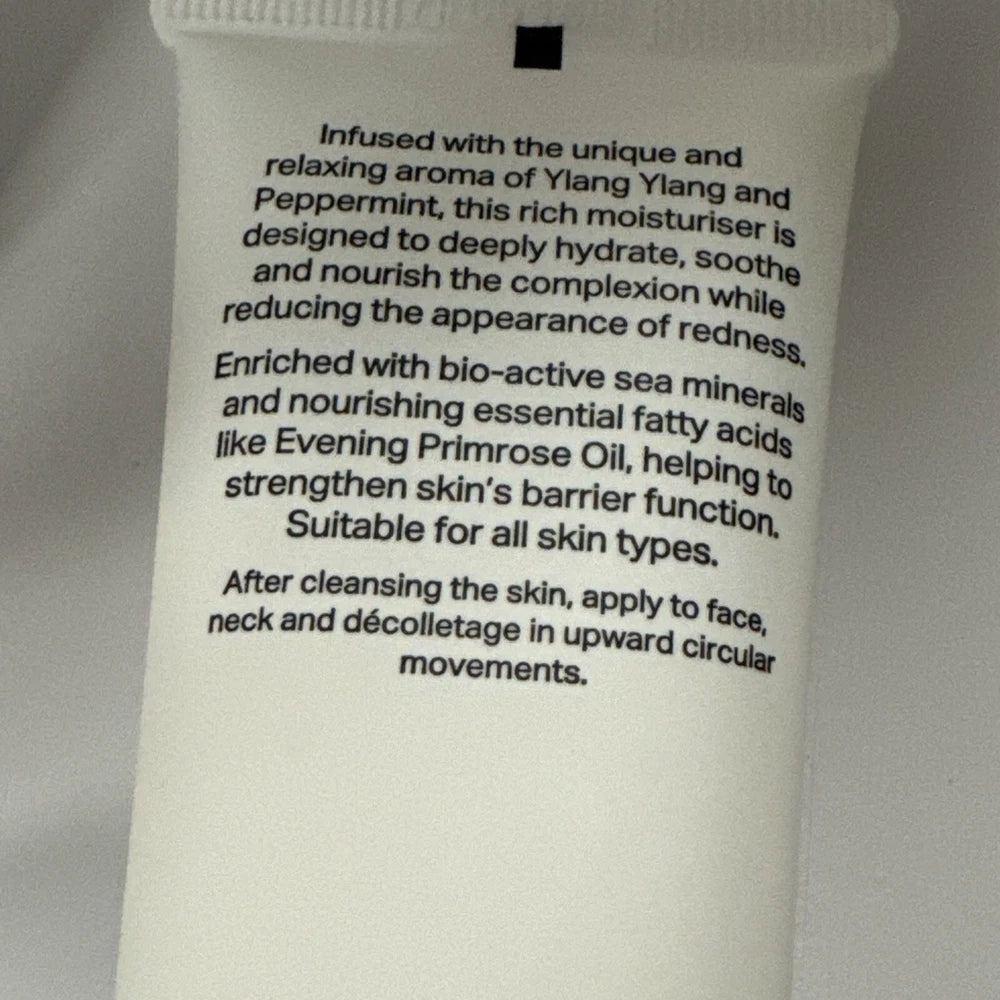 Infused with the unique and
relaxing aroma of Ylang Ylang and
Peppermint, this rich moisturiser is
designed to deeply hydrate, soothe
and nourish the complexion while
reducing the appearance of redness.
Enriched with bio-active sea minerals
and nourishing essential fatty acids
like Evening Primrose Oil, helping to
strengthen skin's barrier function.
Suitable for all skin types.
After cleansing the skin, apply to face,
neck and décolletage in upward circular
movements.